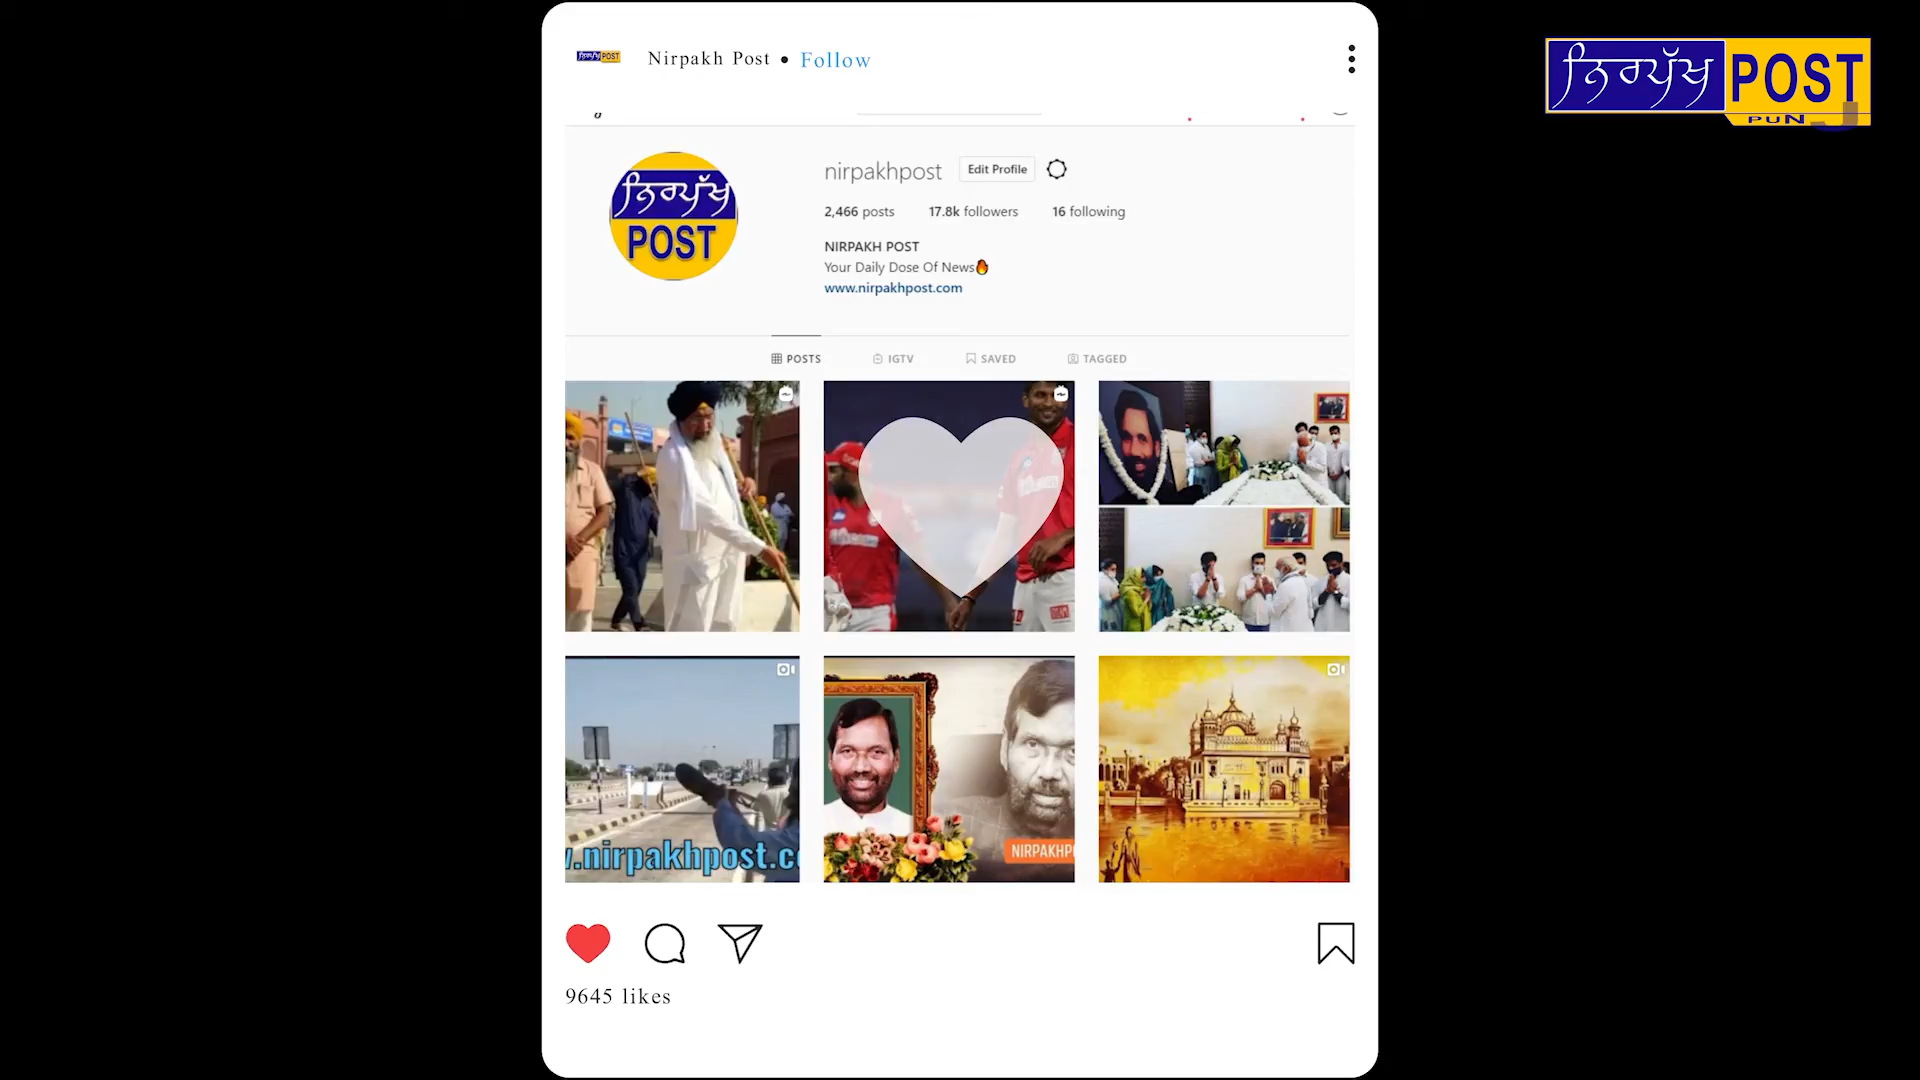 ਨਿਰਪੱਖ POST
Nirpakh Post • Follow
ਨਿਰਪੱਖ POST
PUNJ
nirpakhpost Edit Profile
2,466 posts 17.8k followers 16 following
NIRPAKH POST
Your Daily Dose Of News🔥
www.nirpakhpost.com
ਨਿਰਪੱਖ
POST
POSTS IGTV SAVED TAGGED
.nirpakhpost.c
NIRPAKHP
9645 likes